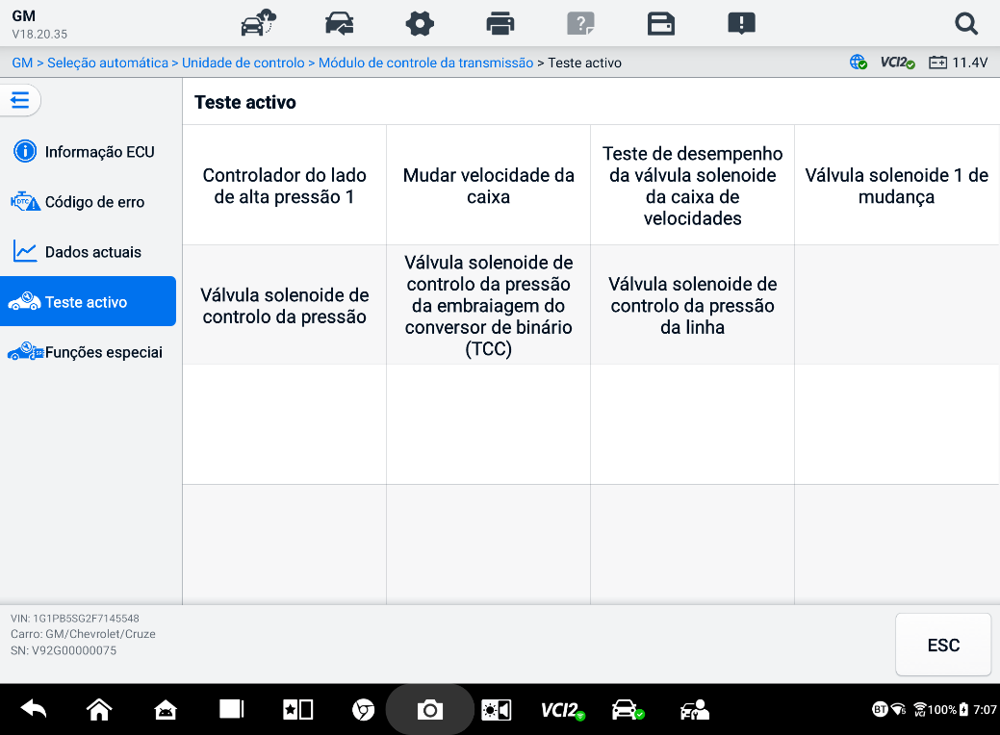 GM
V18.20.35
GM > Seleção automática > Unidade de controlo > Módulo de controle da transmissão > Teste activo
VCI2
11.4V
Teste activo
Informação ECU
DTC
Código de erro
Dados actuais
Teste activo
Funções especiai
Controlador do lado
de alta pressão 1
Mudar velocidade da
caixa
Teste de desempenho
da válvula solenoide
da caixa de
velocidades
Válvula solenoide 1 de
mudança
Válvula solenoide de
controlo da pressão
Válvula solenoide de
controlo da pressão
da embraiagem do
conversor de binário
(TCC)
Válvula solenoide de
controlo da pressão
da linha
VIN: 1G1PB5SG2F7145548
Carro: GM/Chevrolet/Cruze
SN: V92G00000075
ESC
VCI2
BT
VCI
100%
7:07